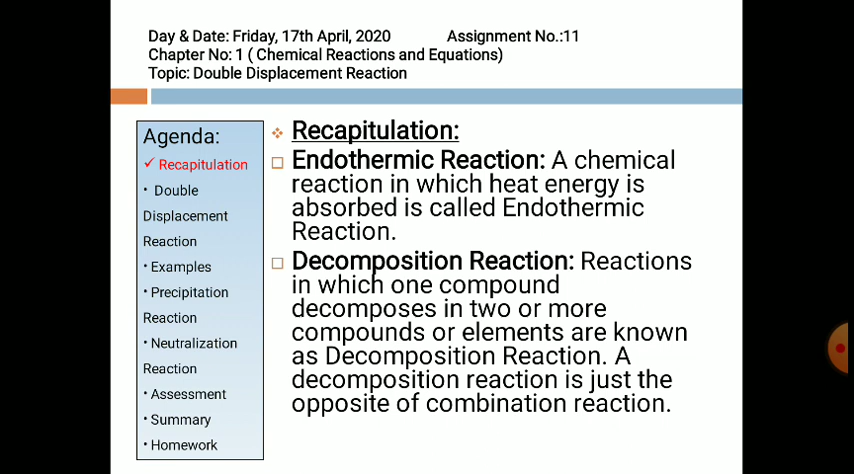 Day & Date: Friday, 17th April, 2020 Assignment No.:11
Chapter No: 1 ( Chemical Reactions and Equations)
Topic: Double Displacement Reaction
Agenda:
✓ Recapitulation
• Double
Displacement
Reaction
• Examples
• Precipitation
Reaction
• Neutralization
Reaction
• Assessment
• Summary
• Homework
❖ Recapitulation:
□ Endothermic Reaction: A chemical
reaction in which heat energy is
absorbed is called Endothermic
Reaction.
□ Decomposition Reaction: Reactions
in which one compound
decomposes in two or more
compounds or elements are known
as Decomposition Reaction. A
decomposition reaction is just the
opposite of combination reaction.